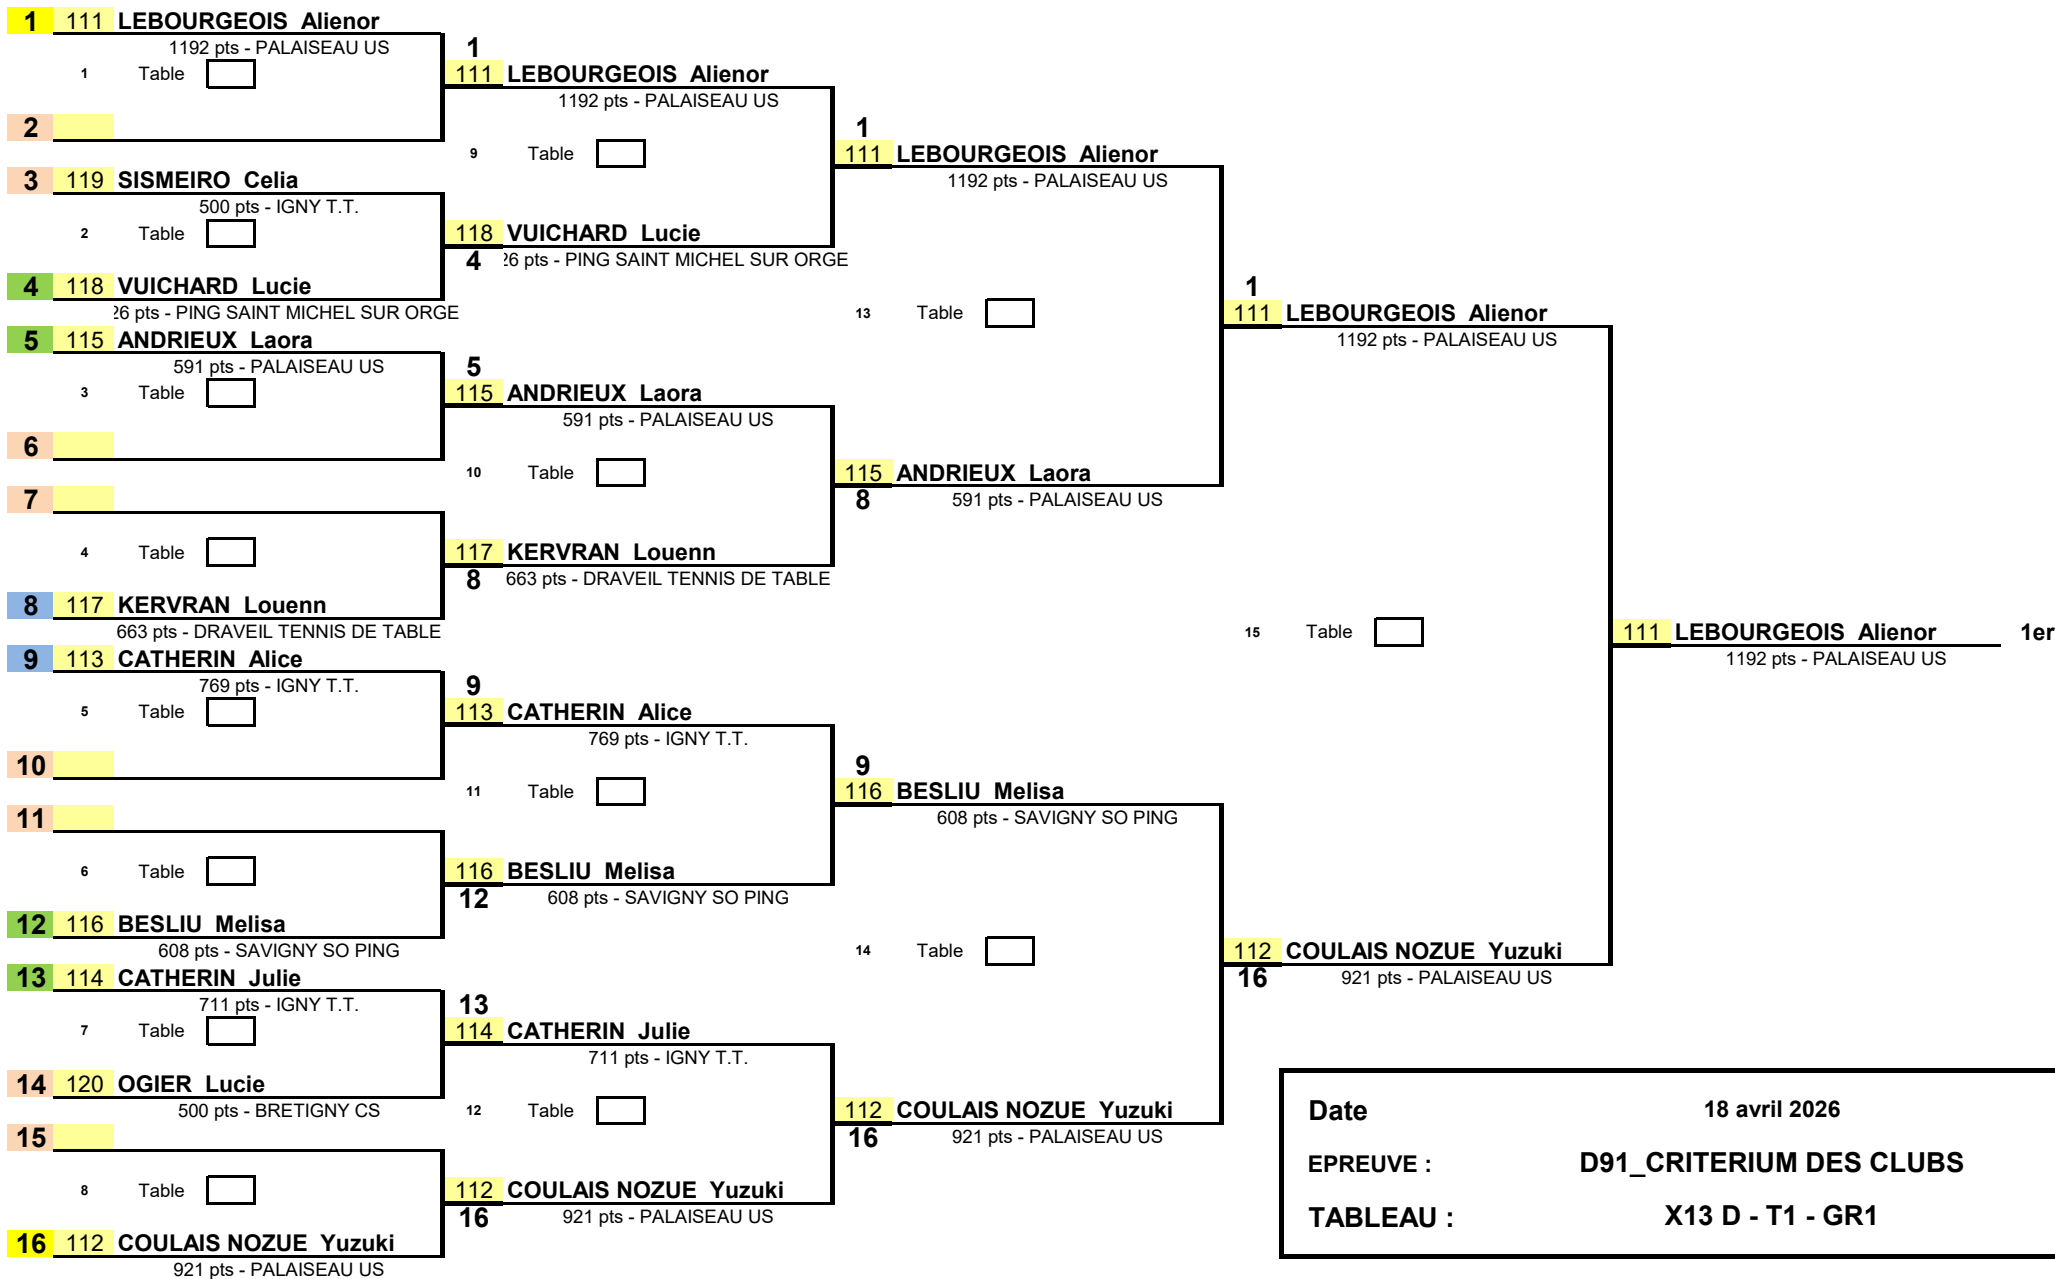 1 111 LEBOURGEOIS Alienor
1192 pts - PALAISEAU US
1 Table
2
3 119 SISMEIRO Celia
500 pts - IGNY T.T.
2 Table
4 118 VUICHARD Lucie
26 pts - PING SAINT MICHEL SUR ORGE
5 115 ANDRIEUX Laora
591 pts - PALAISEAU US
3 Table
6
7
4 Table
8 117 KERVRAN Louenn
663 pts - DRAVEIL TENNIS DE TABLE
9 113 CATHERIN Alice
769 pts - IGNY T.T.
5 Table
10
11
6 Table
12 116 BESLIU Melisa
608 pts - SAVIGNY SO PING
13 114 CATHERIN Julie
711 pts - IGNY T.T.
7 Table
14 120 OGIER Lucie
500 pts - BRETIGNY CS
15
8 Table
16 112 COULAIS NOZUE Yuzuki
921 pts - PALAISEAU US
1
111 LEBOURGEOIS Alienor
1192 pts - PALAISEAU US
9 Table
118 VUICHARD Lucie
4 26 pts - PING SAINT MICHEL SUR ORGE
5
115 ANDRIEUX Laora
591 pts - PALAISEAU US
10 Table
117 KERVRAN Louenn
8 663 pts - DRAVEIL TENNIS DE TABLE
9
113 CATHERIN Alice
769 pts - IGNY T.T.
11 Table
116 BESLIU Melisa
12 608 pts - SAVIGNY SO PING
13
114 CATHERIN Julie
711 pts - IGNY T.T.
12 Table
112 COULAIS NOZUE Yuzuki
16 921 pts - PALAISEAU US
1
111 LEBOURGEOIS Alienor
1192 pts - PALAISEAU US
13 Table
115 ANDRIEUX Laora
8 591 pts - PALAISEAU US
9
116 BESLIU Melisa
608 pts - SAVIGNY SO PING
14 Table
112 COULAIS NOZUE Yuzuki
16 921 pts - PALAISEAU US
1
111 LEBOURGEOIS Alienor
1192 pts - PALAISEAU US
15 Table
112 COULAIS NOZUE Yuzuki
16 921 pts - PALAISEAU US
111 LEBOURGEOIS Alienor 1er
1192 pts - PALAISEAU US
Date 18 avril 2026
EPREUVE : D91_CRITERIUM DES CLUBS
TABLEAU : X13 D - T1 - GR1